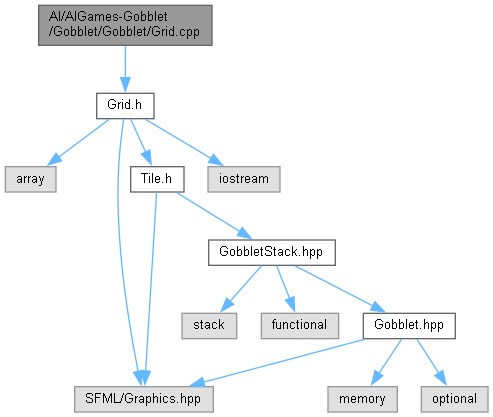 AI/AIGames-Gobblet
/Gobblet/Gobblet/Grid.cpp
Grid.h
array
Tile.h
iostream
GobbletStack.hpp
stack
functional
Gobblet.hpp
SFML/Graphics.hpp
memory
optional